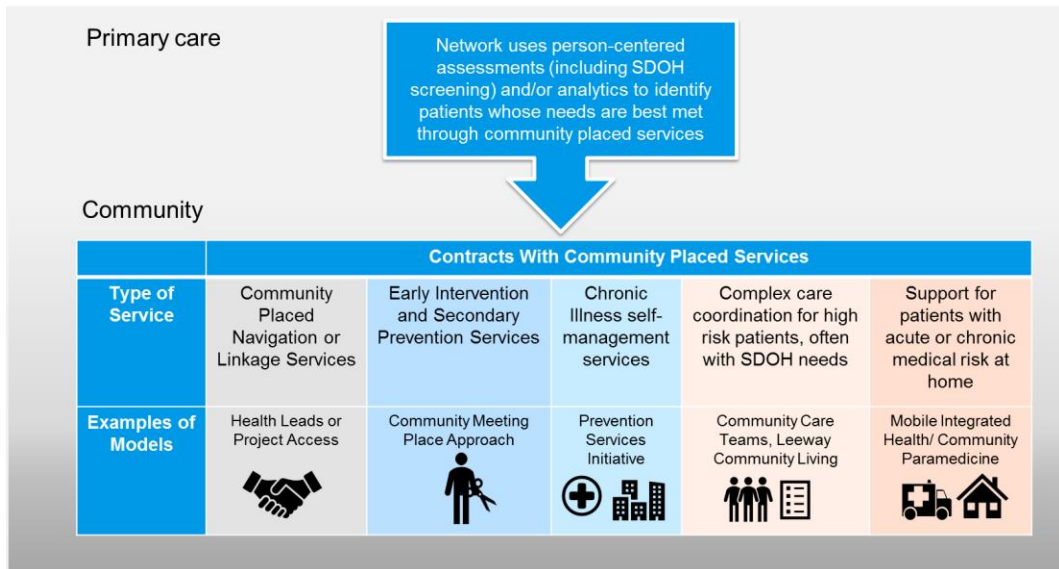 Primary care
Network uses person-centered
assessments (including SDOH
screening) and/or analytics to identify
patients whose needs are best met
through community placed services
Community
Contracts With Community Placed Services
Type of
Service
Community
Placed
Navigation or
Linkage Services
Early Intervention
and Secondary
Prevention Services
Chronic
Illness self-
management
services
Complex care
coordination for high
risk patients, often
with SDOH needs
Support for
patients with
acute or chronic
medical risk at
home
Examples of
Models
Health Leads or
Project Access
Community Meeting
Place Approach
Prevention
Services
Initiative
Community Care
Teams, Leeway
Community Living
Mobile Integrated
Health/ Community
Paramedicine